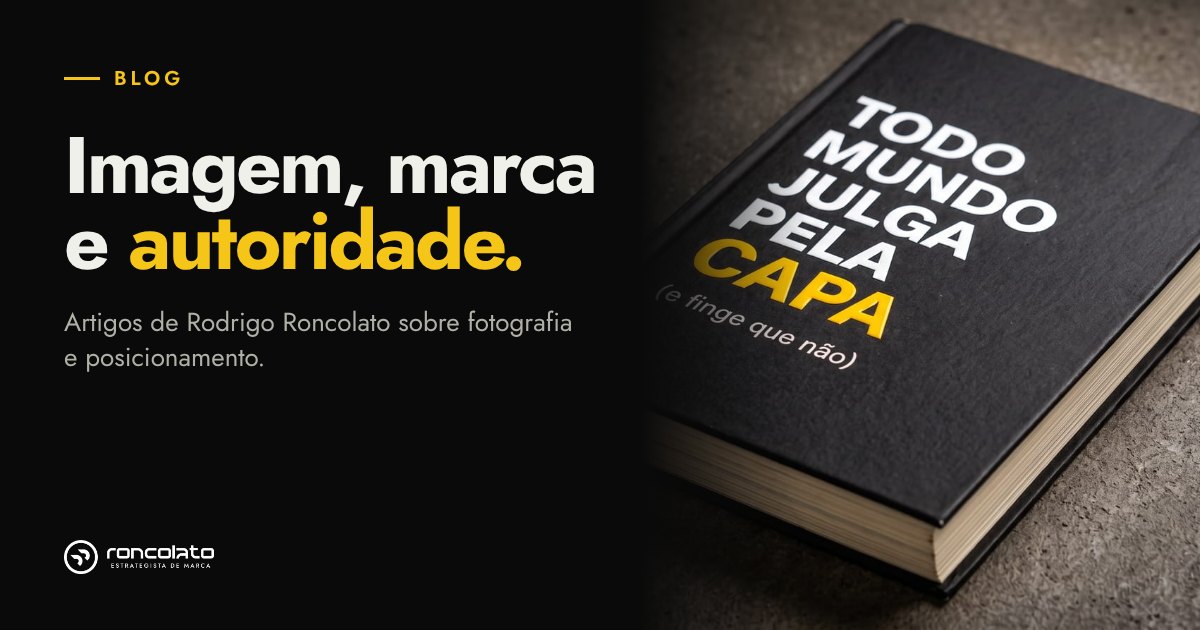 BLOG
Imagem, marca
e autoridade.
Artigos de Rodrigo Roncolato sobre fotografia
e posicionamento.
roncolato
ESTRATEGISTA DE MARCA
TODO
MUNDO
JULGA
PELA
CAPA
(e finge que não)